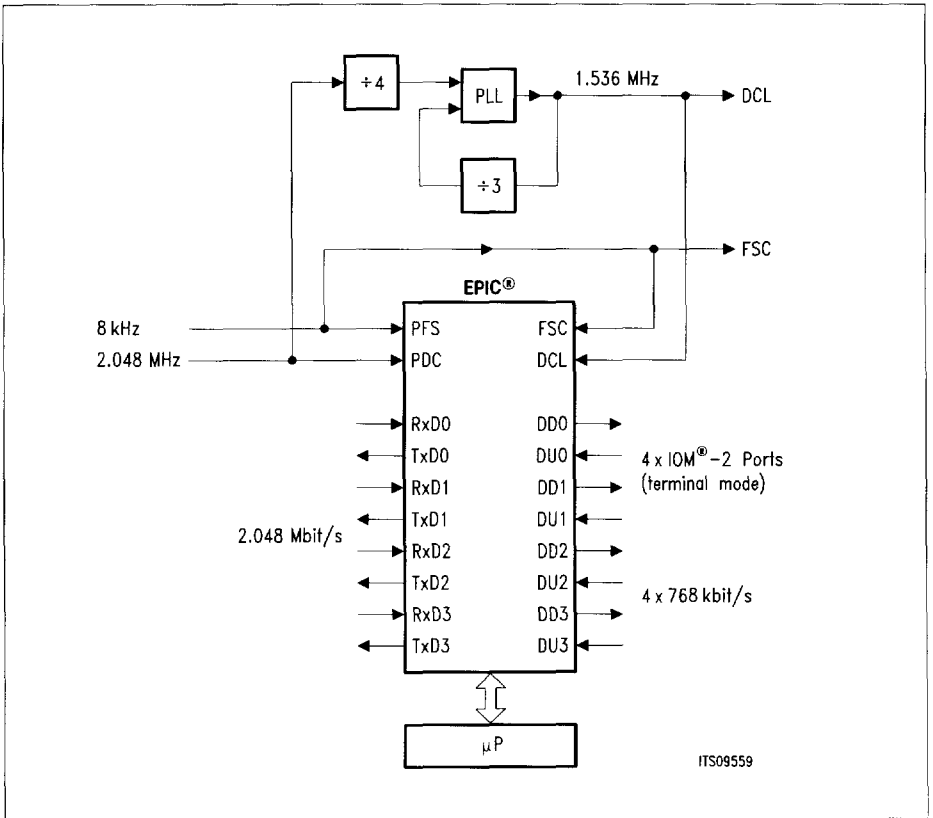 ÷4
PLL
1.536 MHz
DCL
÷3
FSC
EPIC®
8 kHz
PFS
FSC
2.048 MHz
PDC
DCL
RxD0
DD0
TxD0
DU0
4 x IOM®-2 Ports
RxD1
DD1
(terminal mode)
TxD1
DU1
2.048 Mbit/s
RxD2
DD2
TxD2
DU2
4 x 768 kbit/s
RxD3
DD3
TxD3
DU3
µP
ITS09559